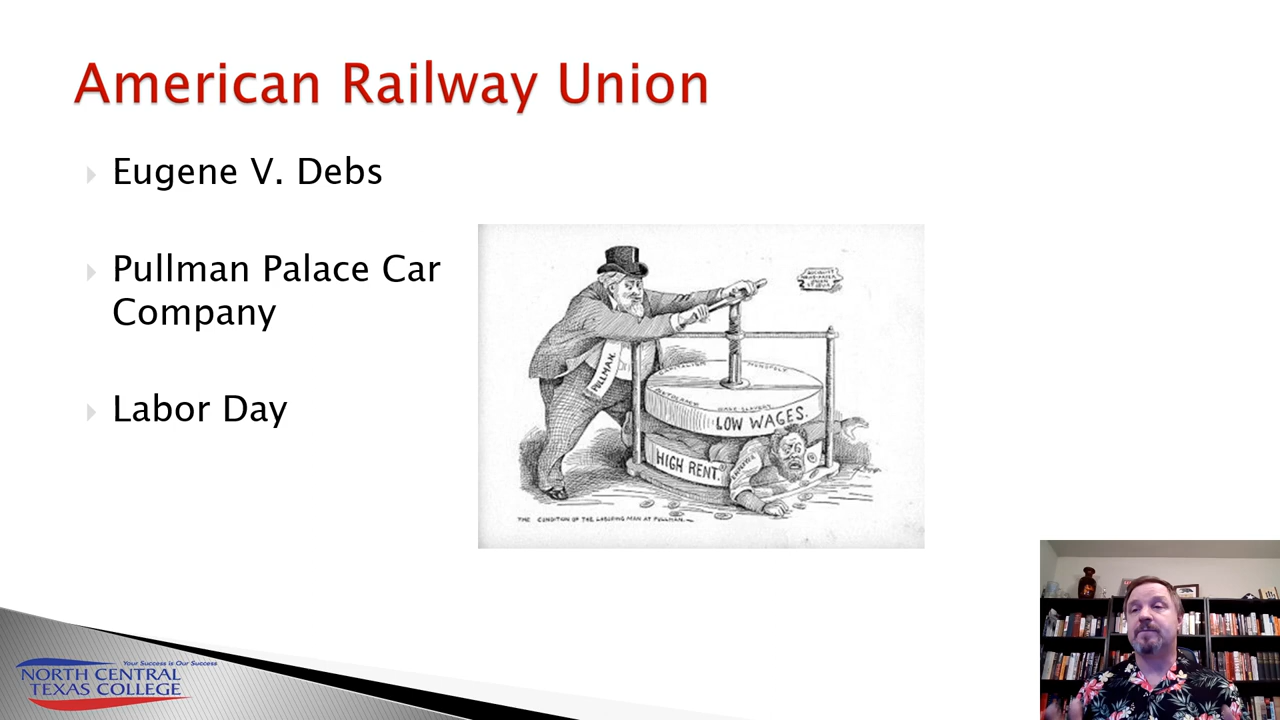 American Railway Union
Eugene V. Debs
Pullman Palace Car
Company
Labor Day
PULLMAN.
MONOPOLY.
LOW WAGES.
HIGH RENT.
EMPLOYEE
THE CONDITION OF THE LABORING MAN AT PULLMAN.
Your Success is Our Success
NORTH CENTRAL
TEXAS COLLEGE